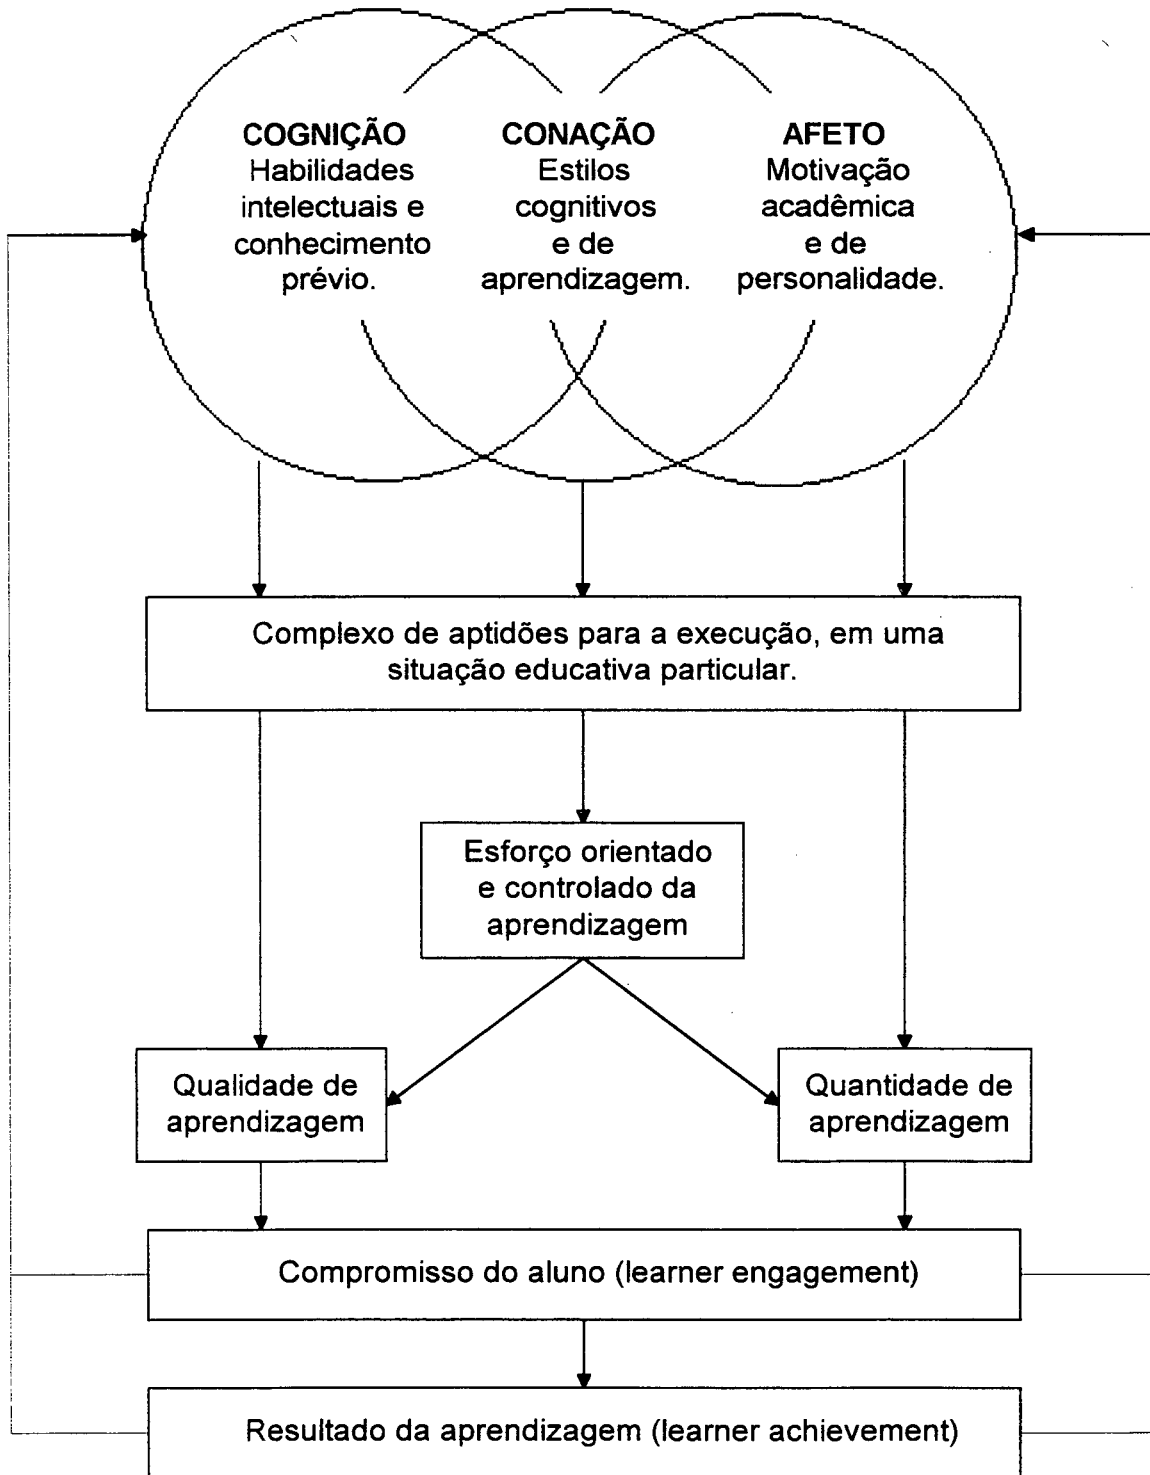 COGNIÇÃO
Habilidades
intelectuais e
conhecimento
prévio.
CONAÇÃO
Estilos
cognitivos
e de
aprendizagem.
AFETO
Motivação
acadêmica
e de
personalidade.
Complexo de aptidões para a execução, em uma
situação educativa particular.
Esforço orientado
e controlado da
aprendizagem
Qualidade de
aprendizagem
Quantidade de
aprendizagem
Compromisso do aluno (learner engagement)
Resultado da aprendizagem (learner achievement)